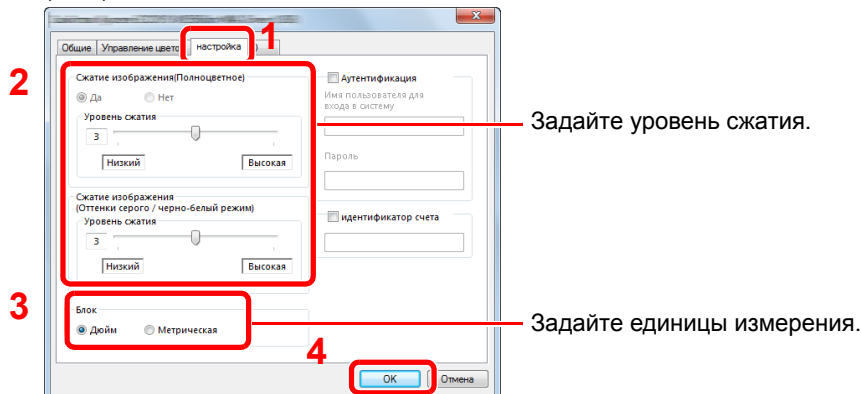 1
Общие Управление цвето настройка )
2
Сжатие изображения(Полноцветное)
Да Нет
Уровень сжатия
3
Низкий Высокая
Сжатие изображения
(Оттенки серого / черно-белый режим)
Уровень сжатия
3
Низкий Высокая
Аутентификация
Имя пользователя для
входа в систему
Пароль
идентификатор счета
Задайте уровень сжатия.
3
Блок
Дюйм Метрическая
Задайте единицы измерения.
4
OK Отмена